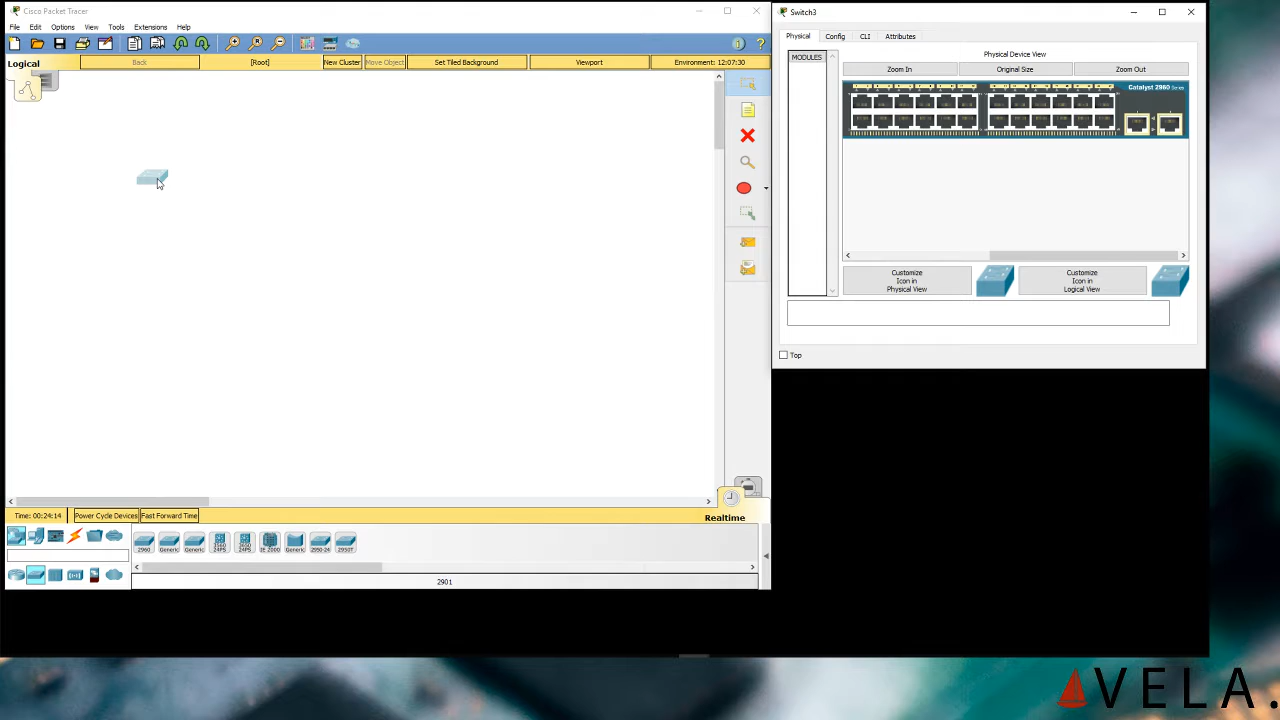 Cisco Packet Tracer
File Edit Options View Tools Extensions Help
Logical Back [Root] New Cluster Move Object Set Tiled Background Viewport Environment: 12:07:30
Time: 00:24:14 Power Cycle Devices Fast Forward Time Realtime
2960 Generic Generic 3560 24PS 3650 24PS IE 2000 Generic 2950-24 2950T
2901
Switch3
Physical Config CLI Attributes
MODULES
Physical Device View
Zoom In Original Size Zoom Out
Catalyst 2960 Series
Customize
Icon in
Physical View
Customize
Icon in
Logical View
Top
VELA.